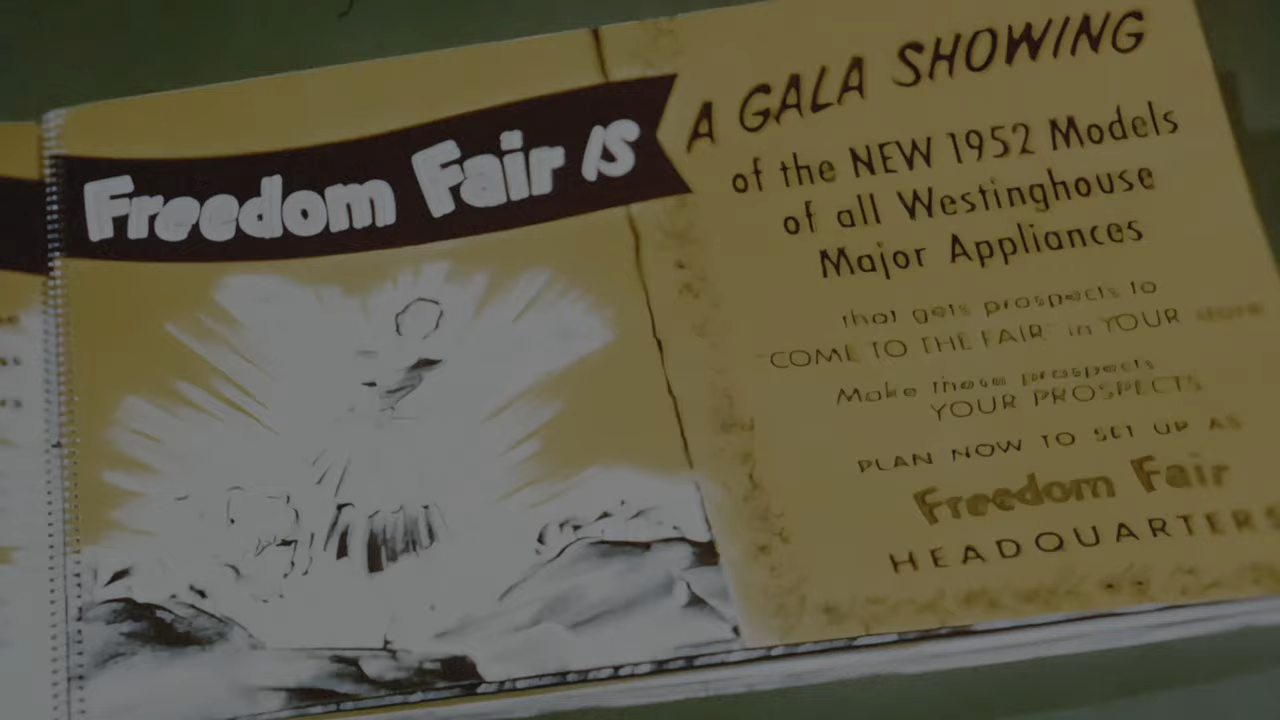 Freedom Fair IS
A GALA SHOWING
of the NEW 1952 Models
of all Westinghouse
Major Appliances
that gets prospects to
"COME TO THE FAIR" in YOUR store
Make these prospects
YOUR PROSPECTS
PLAN NOW TO SET UP AS
Freedom Fair
HEADQUARTERS